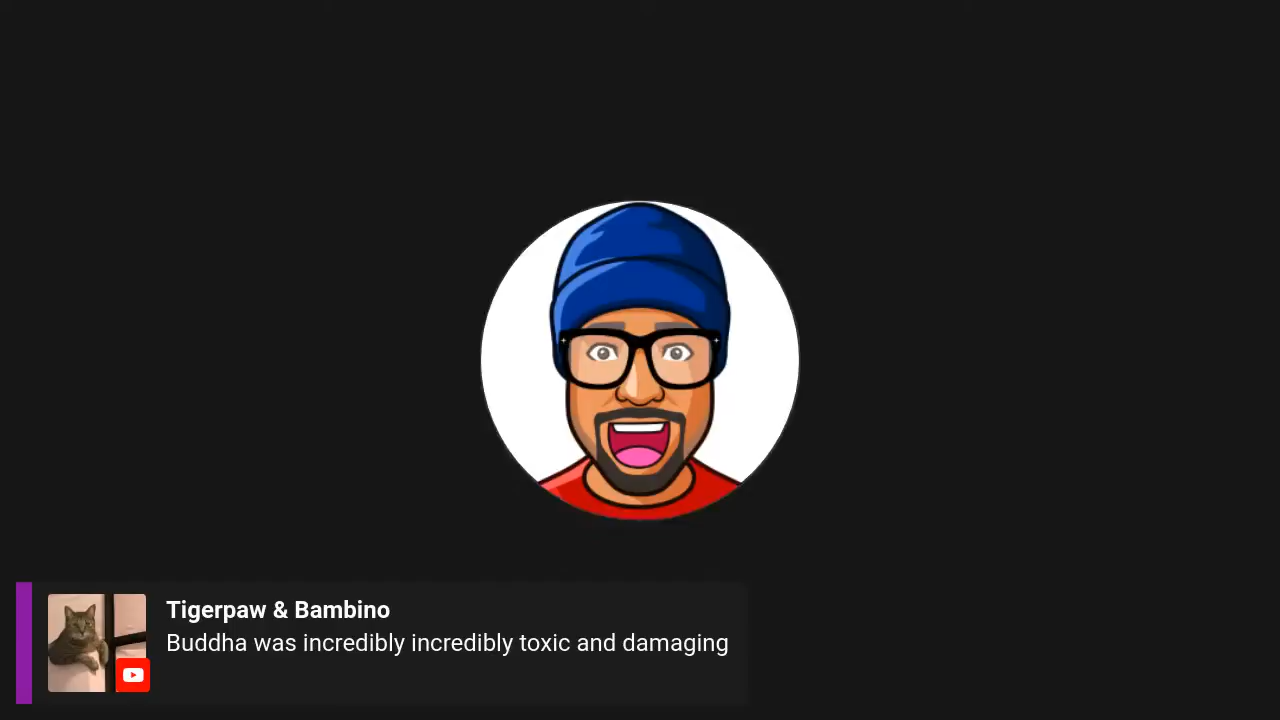 Tigerpaw & Bambino
Buddha was incredibly incredibly toxic and damaging